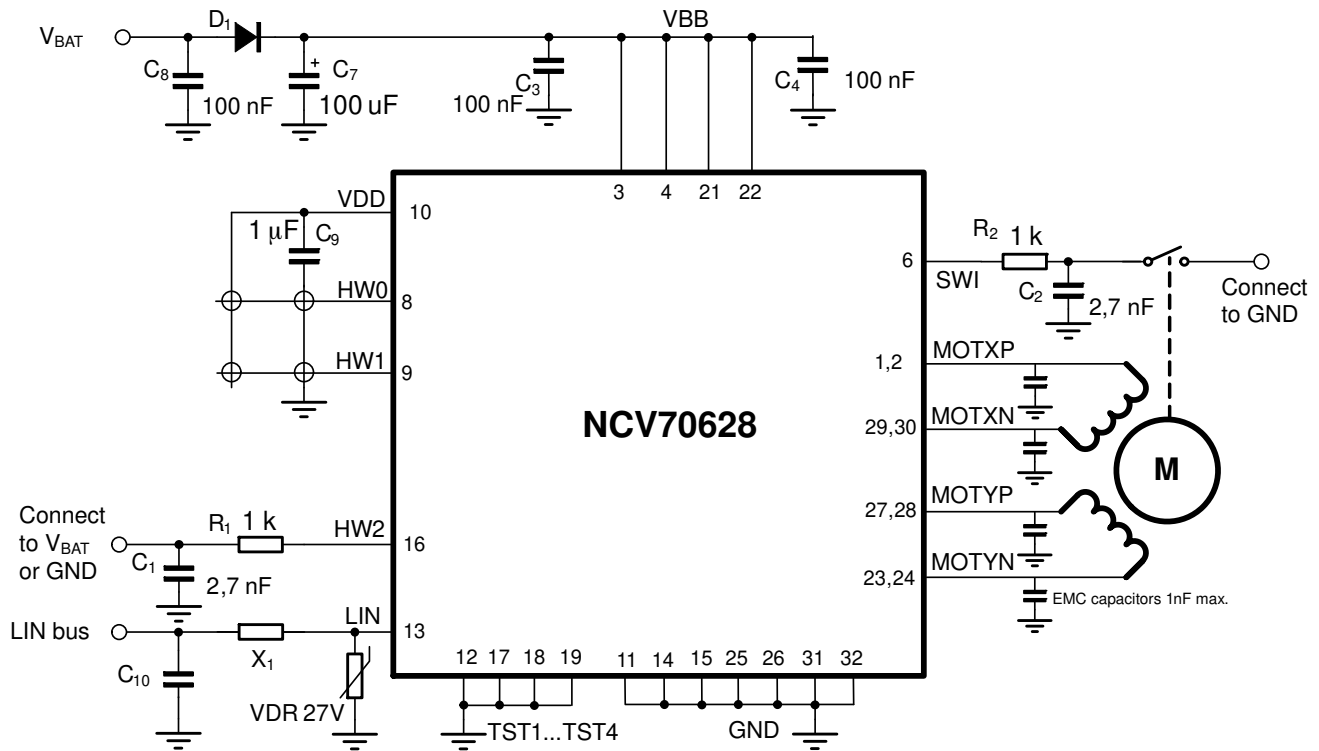 V_BAT
D1
VBB
C8
100 nF
+
C7
100 uF
C3
100 nF
C4
100 nF
3
4
21
22
VDD
10
1 µF
C9
HW0
8
HW1
9
NCV70628
6
SWI
R2
1 k
C2
2,7 nF
Connect
to GND
1,2
MOTXP
29,30
MOTXN
27,28
MOTYP
23,24
MOTYN
M
EMC capacitors 1nF max.
Connect
to VBAT
or GND
R1
1 k
HW2
16
C1
2,7 nF
LIN bus
LIN
13
X1
C10
VDR 27V
12
17
18
19
11
14
15
25
26
31
32
TST1...TST4
GND